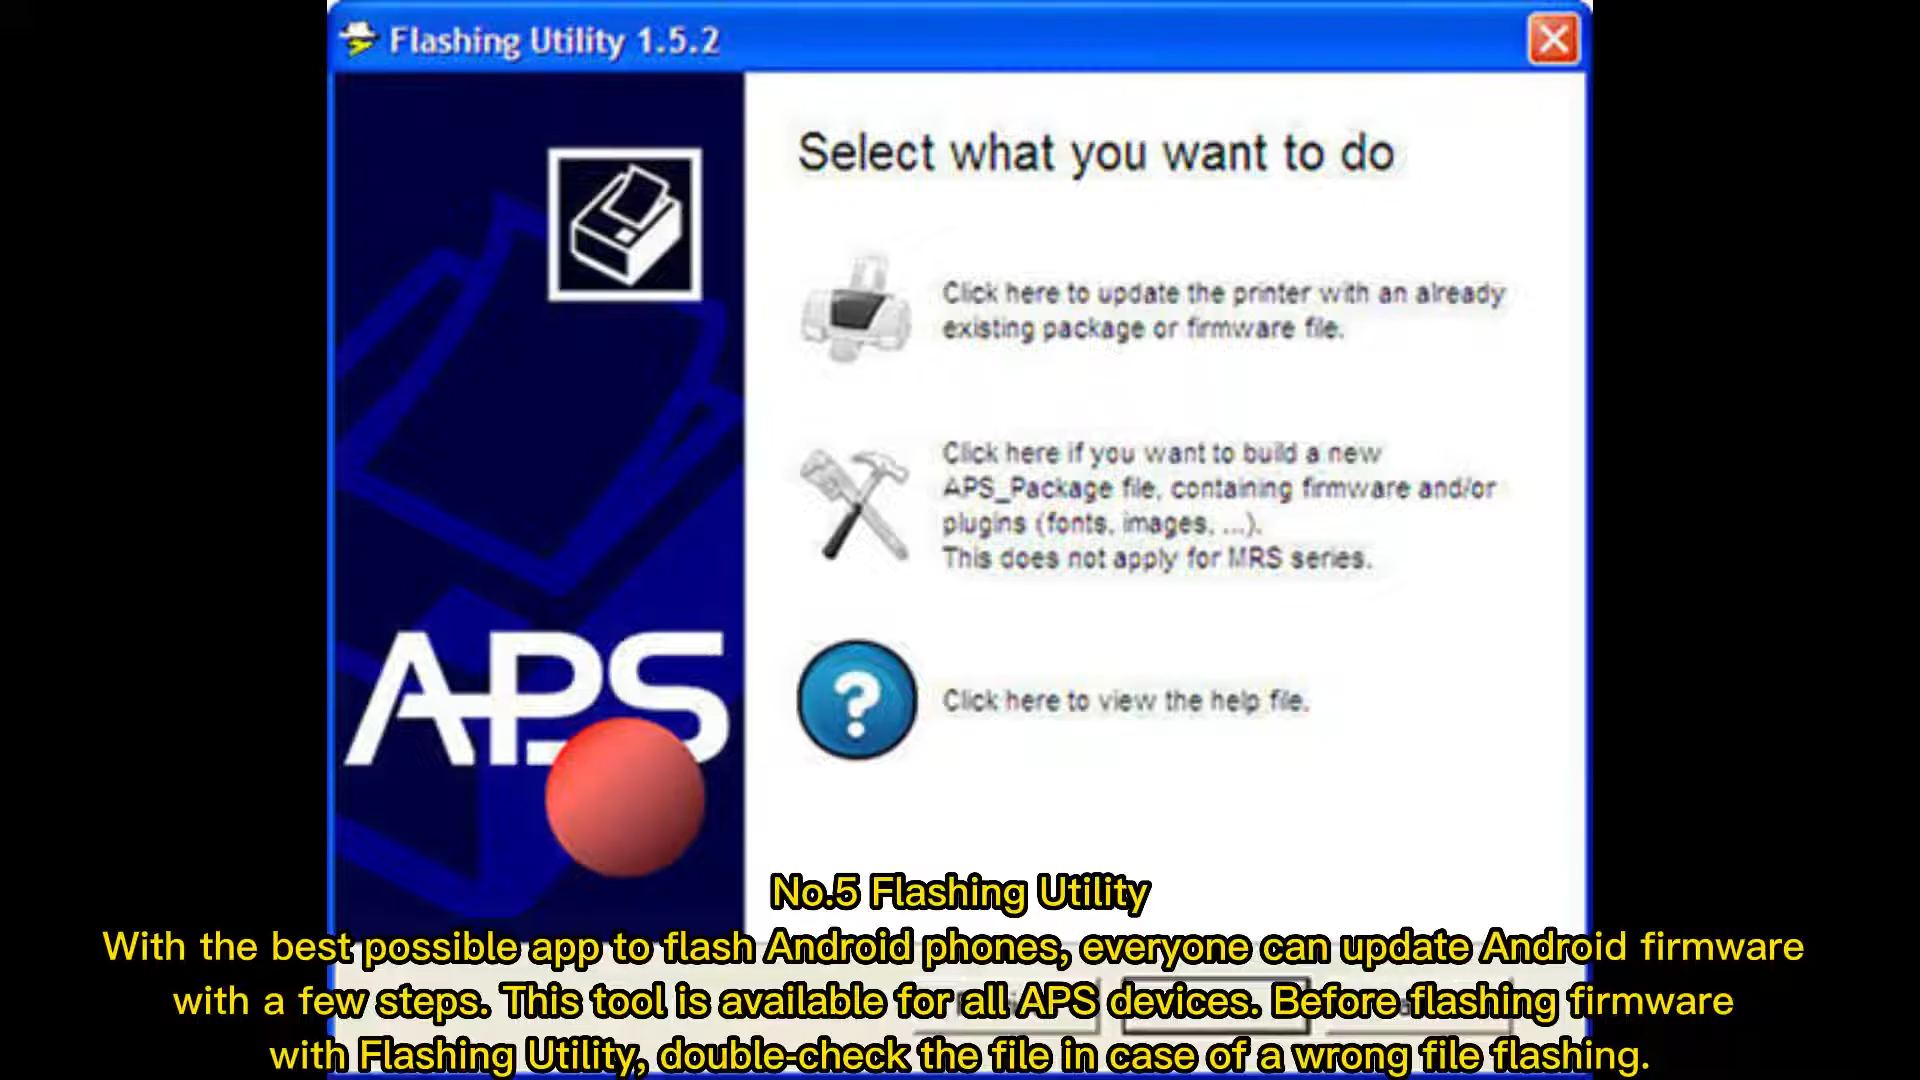 Flashing Utility 1.5.2
Select what you want to do
Click here to update the printer with an already
existing package or firmware file.
Click here if you want to build a new
APS_Package file, containing firmware and/or
plugins (fonts, images, ...).
This does not apply for MRS series.
APS
Click here to view the help file.
No.5 Flashing Utility
With the best possible app to flash Android phones, everyone can update Android firmware
with a few steps. This tool is available for all APS devices. Before flashing firmware
with Flashing Utility, double-check the file in case of a wrong file flashing.